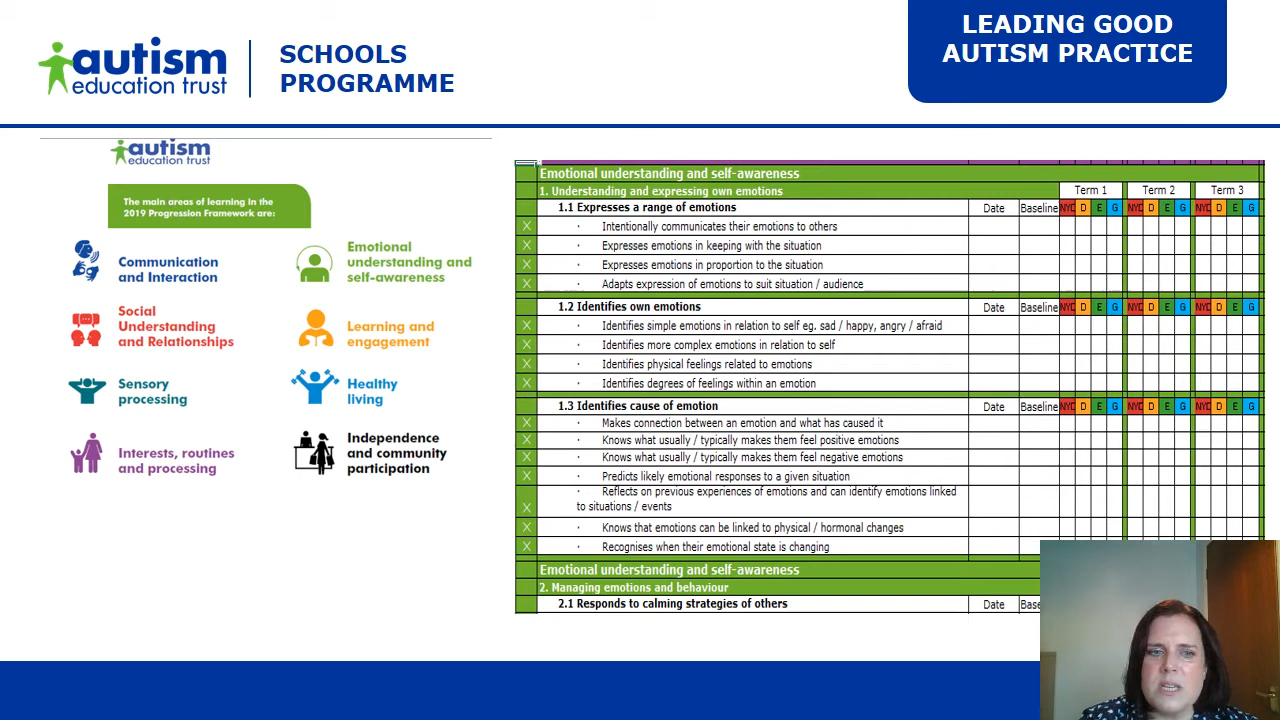 autism
education trust
SCHOOLS
PROGRAMME
LEADING GOOD
AUTISM PRACTICE
autism
education trust
The main areas of learning in the
2019 Progression Framework are:
Communication
and Interaction
Emotional
understanding and
self-awareness
Social
Understanding
and Relationships
Learning and
engagement
Sensory
processing
Healthy
living
Interests, routines
and processing
Independence
and community
participation
Emotional understanding and self-awareness
1. Understanding and expressing own emotions Term 1 Term 2 Term 3
1.1 Expresses a range of emotions Date Baseline NYD D E G NYD D E G NYD D E G
X · Intentionally communicates their emotions to others
X · Expresses emotions in keeping with the situation
X · Expresses emotions in proportion to the situation
X · Adapts expression of emotions to suit situation / audience
1.2 Identifies own emotions Date Baseline NYD D E G NYD D E G NYD D E G
X · Identifies simple emotions in relation to self eg. sad / happy, angry / afraid
X · Identifies more complex emotions in relation to self
X · Identifies physical feelings related to emotions
X · Identifies degrees of feelings within an emotion
1.3 Identifies cause of emotion Date Baseline NYD D E G NYD D E G NYD D E G
X · Makes connection between an emotion and what has caused it
X · Knows what usually / typically makes them feel positive emotions
X · Knows what usually / typically makes them feel negative emotions
X · Predicts likely emotional responses to a given situation
· Reflects on previous experiences of emotions and can identify emotions linked
X to situations / events
X · Knows that emotions can be linked to physical / hormonal changes
X · Recognises when their emotional state is changing
Emotional understanding and self-awareness
2. Managing emotions and behaviour
2.1 Responds to calming strategies of others Date Base